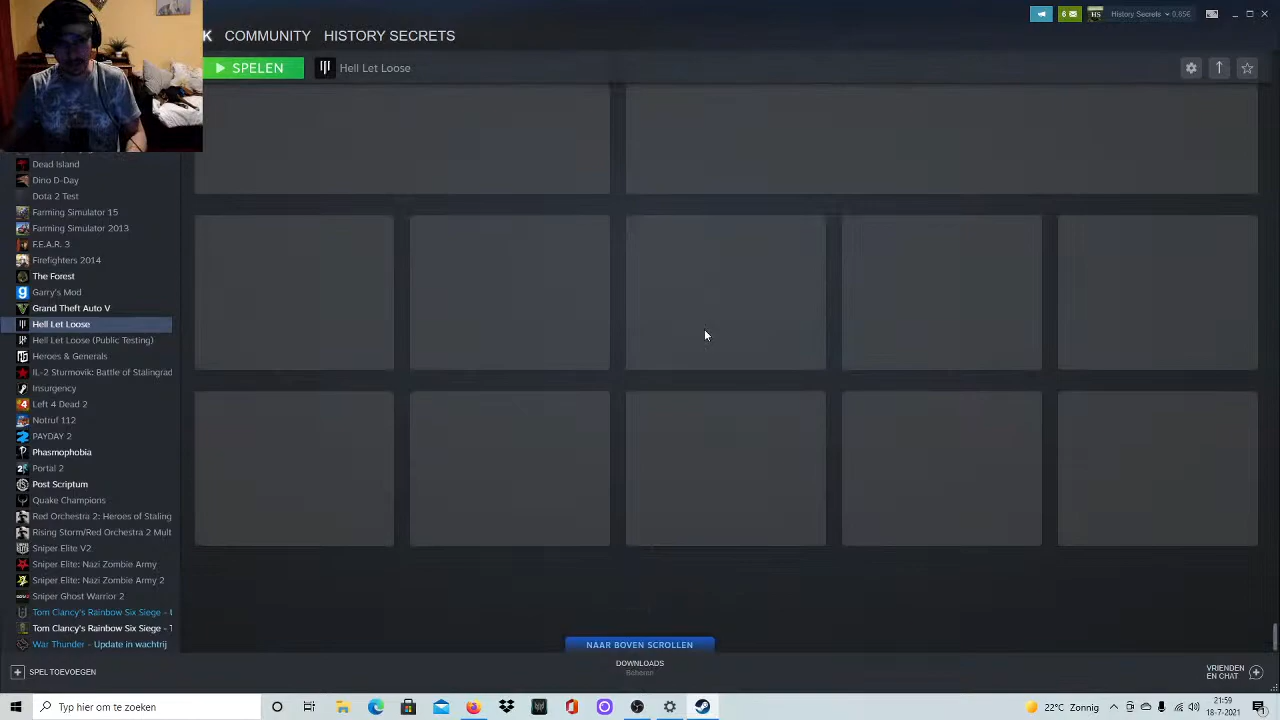 6
HS
History Secrets
0,85€
K COMMUNITY HISTORY SECRETS
SPELEN
Hell Let Loose
Dead Island
Dino D-Day
Dota 2 Test
Farming Simulator 15
Farming Simulator 2013
F.E.A.R. 3
Firefighters 2014
The Forest
Garry's Mod
Grand Theft Auto V
Hell Let Loose
Hell Let Loose (Public Testing)
Heroes & Generals
IL-2 Sturmovik: Battle of Stalingrad
Insurgency
Left 4 Dead 2
Notruf 112
PAYDAY 2
Phasmophobia
Portal 2
Post Scriptum
Quake Champions
Red Orchestra 2: Heroes of Staling
Rising Storm/Red Orchestra 2 Mult
Sniper Elite V2
Sniper Elite: Nazi Zombie Army
Sniper Elite: Nazi Zombie Army 2
Sniper Ghost Warrior 2
Tom Clancy's Rainbow Six Siege -
Tom Clancy's Rainbow Six Siege - T
War Thunder - Update in wachtrij
NAAR BOVEN SCROLLEN
SPEL TOEVOEGEN
DOWNLOADS
Beheren
VRIENDEN
EN CHAT
Typ hier om te zoeken
22°C Zonnig
21:59
18-7-2021